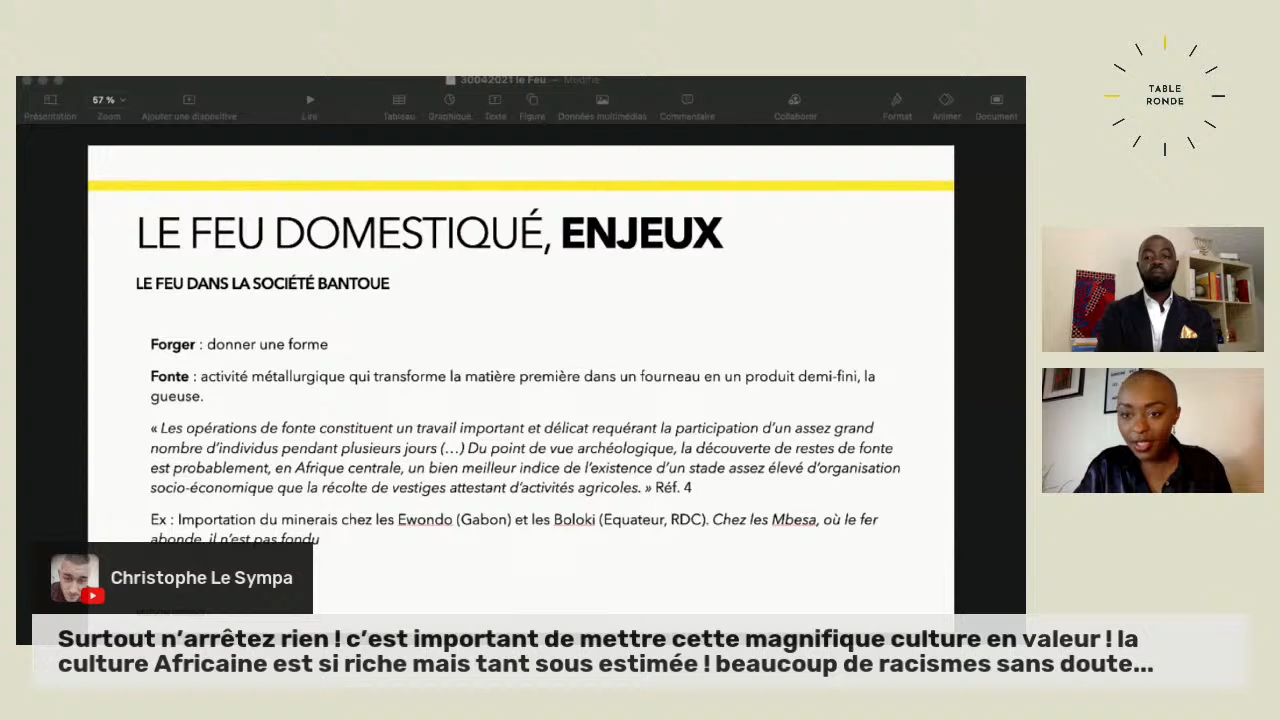 30042021 le Feu — Modifié
57 %
Présentation
Zoom
Ajouter une diapositive
Lire
Tableau
Graphique
Texte
Figure
Données multimédias
Commentaire
Collaborer
Format
Animer
Document
TABLE
RONDE
LE FEU DOMESTIQUÉ, ENJEUX
LE FEU DANS LA SOCIÉTÉ BANTOUE
Forger : donner une forme
Fonte : activité métallurgique qui transforme la matière première dans un fourneau en un produit demi-fini, la
gueuse.
« Les opérations de fonte constituent un travail important et délicat requérant la participation d’un assez grand
nombre d’individus pendant plusieurs jours (…) Du point de vue archéologique, la découverte de restes de fonte
est probablement, en Afrique centrale, un bien meilleur indice de l’existence d’un stade assez élevé d’organisation
socio-économique que la récolte de vestiges attestant d’activités agricoles. » Réf. 4
Ex : Importation du minerais chez les Ewondo (Gabon) et les Boloki (Equateur, RDC). Chez les Mbesa, où le fer
abonde, il n’est pas fondu
Christophe Le Sympa
Surtout n’arrêtez rien ! c’est important de mettre cette magnifique culture en valeur ! la
culture Africaine est si riche mais tant sous estimée ! beaucoup de racismes sans doute...